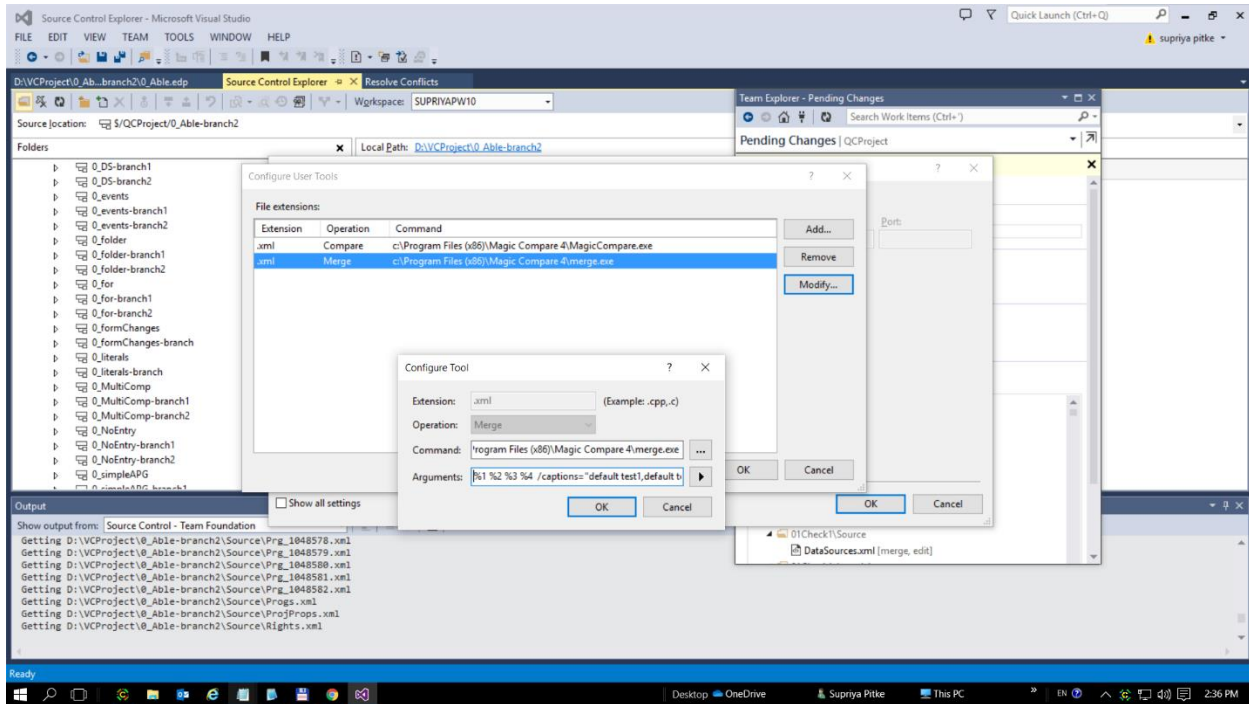 Source Control Explorer - Microsoft Visual Studio
Quick Launch (Ctrl+Q)
FILE EDIT VIEW TEAM TOOLS WINDOW HELP
supriya pitke
D:\VCProject\0_Ab...branch2\0_Able.edp
Source Control Explorer
Resolve Conflicts
Workspace: SUPRIYAPW10
Source location: $/QCProject/0_Able-branch2
Folders
Local Path: D:\VCProject\0_Able-branch2
0_DS-branch1
0_DS-branch2
0_events
0_events-branch1
0_events-branch2
0_folder
0_folder-branch1
0_folder-branch2
0_for
0_for-branch1
0_for-branch2
0_formChanges
0_formChanges-branch
0_literals
0_literals-branch
0_MultiComp
0_MultiComp-branch1
0_MultiComp-branch2
0_NoEntry
0_NoEntry-branch1
0_NoEntry-branch2
0_simpleAPG
0_simpleAPG-branch1
Team Explorer - Pending Changes
Search Work Items (Ctrl+')
Pending Changes | QCProject
? ×
Port:
Configure User Tools ? ×
File extensions:
Extension Operation Command
.xml Compare c:\Program Files (x86)\Magic Compare 4\MagicCompare.exe
.xml Merge c:\Program Files (x86)\Magic Compare 4\merge.exe
Add...
Remove
Modify...
OK Cancel
Configure Tool ? ×
Extension: .xml (Example: .cpp,.c)
Operation: Merge
Command: Program Files (x86)\Magic Compare 4\merge.exe ...
Arguments: %1 %2 %3 %4 /captions="default test1,default t
OK Cancel
Show all settings
OK Cancel
01Check1\Source
DataSources.xml [merge, edit]
Output
Show output from: Source Control - Team Foundation
Getting D:\VCProject\0_Able-branch2\Source\Prg_1048578.xml
Getting D:\VCProject\0_Able-branch2\Source\Prg_1048579.xml
Getting D:\VCProject\0_Able-branch2\Source\Prg_1048580.xml
Getting D:\VCProject\0_Able-branch2\Source\Prg_1048581.xml
Getting D:\VCProject\0_Able-branch2\Source\Prg_1048582.xml
Getting D:\VCProject\0_Able-branch2\Source\Progs.xml
Getting D:\VCProject\0_Able-branch2\Source\ProjProps.xml
Getting D:\VCProject\0_Able-branch2\Source\Rights.xml
Ready
Desktop OneDrive Supriya Pitke This PC » EN 2:36 PM